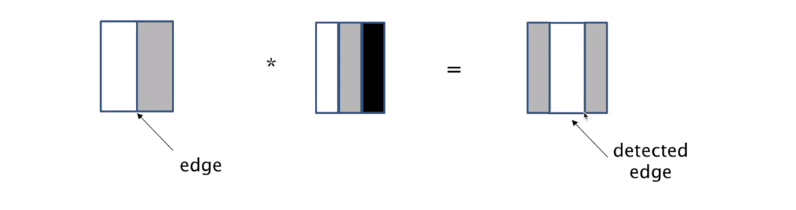 * =
edge
detected
edge